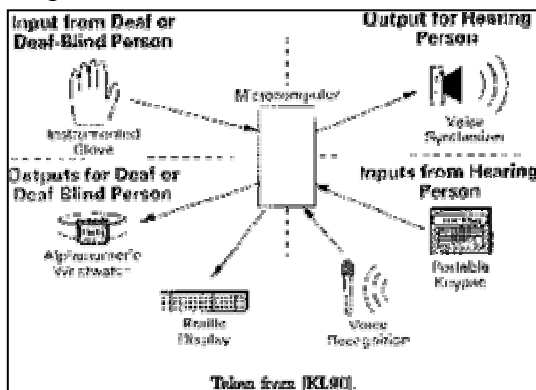 Input from Deaf or
Deaf-Blind Person
Output for Hearing
Person
Microcomputer
Instrumented
Glove
Voice
Synthesizer
Outputs for Deaf or
Deaf Blind Person
Inputs from Hearing
Person
Alphanumeric
Wristwatch
Portable
Keypad
Braille
Display
Voice
Recognition
Taken from [KL90].